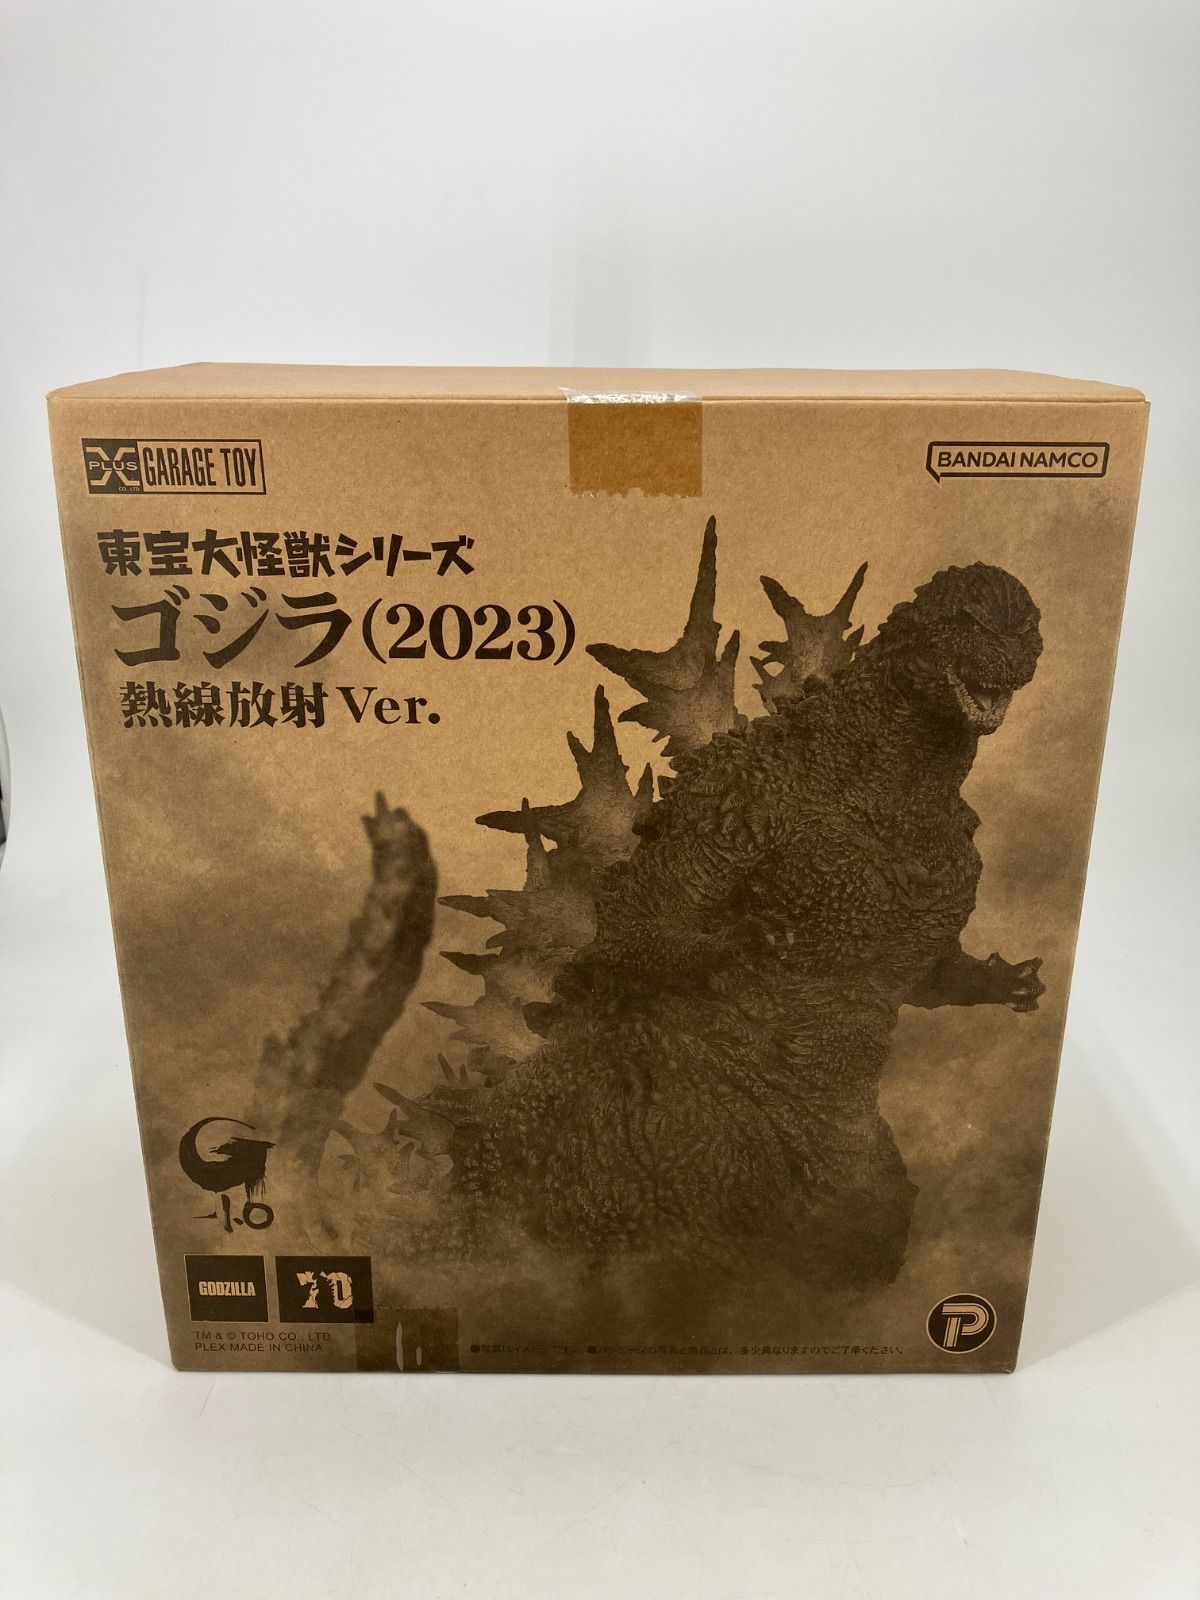 X PLUS CO., LTD. GARAGE TOY
BANDAI NAMCO
東宝大怪獣シリーズ
ゴジラ(2023)
熱線放射Ver.
G -1.0
GODZILLA
70
TM & © TOHO CO., LTD.
PLEX MADE IN CHINA
●写真はイメージです。 ●パッケージの写真と商品とは、多少異なりますのでご了承ください。
P